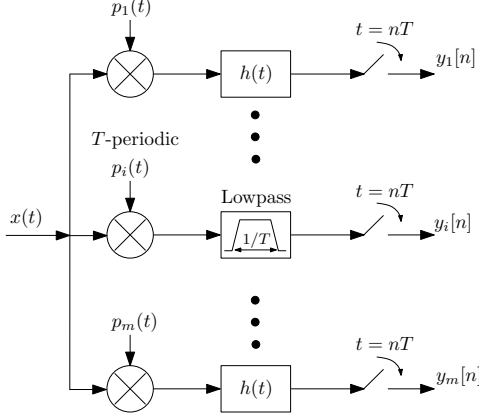 p₁(t)
t = nT
h(t)
y₁[n]
T-periodic
pᵢ(t)
Lowpass
t = nT
x(t)
1/T
yᵢ[n]
pₘ(t)
t = nT
h(t)
yₘ[n]